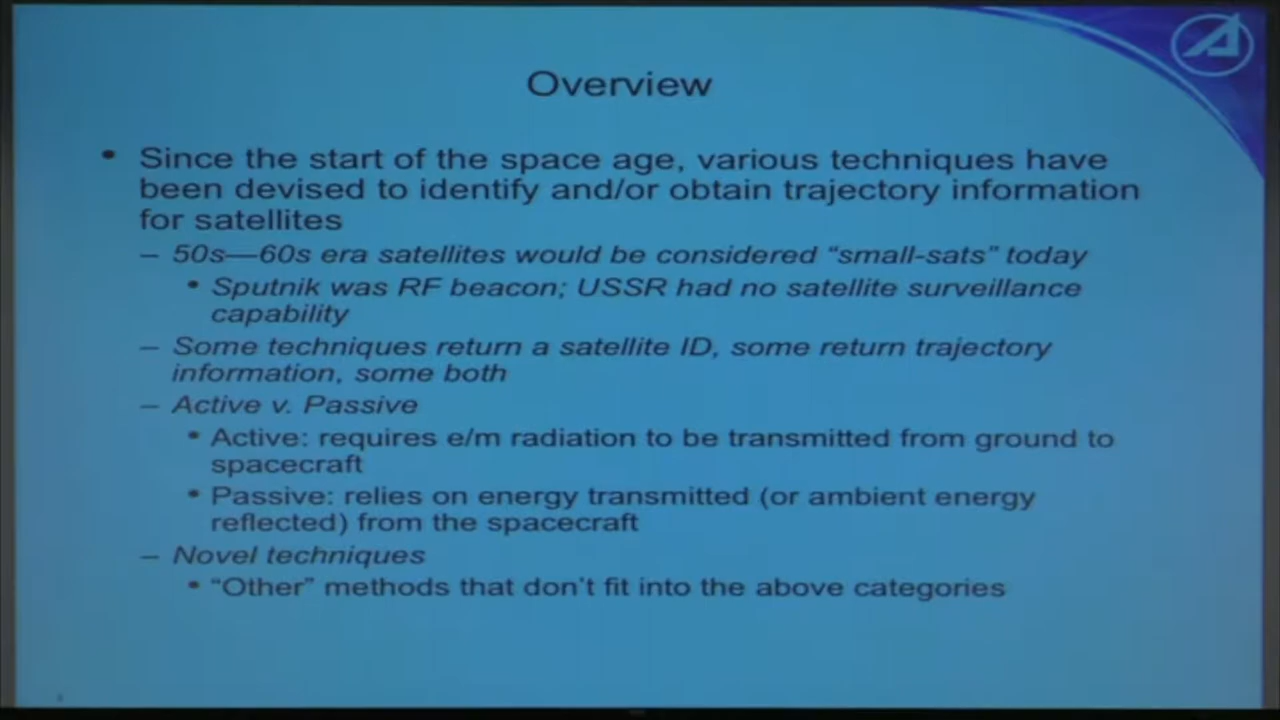 Overview
• Since the start of the space age, various techniques have
been devised to identify and/or obtain trajectory information
for satellites
– 50s—60s era satellites would be considered “small-sats” today
• Sputnik was RF beacon; USSR had no satellite surveillance
capability
– Some techniques return a satellite ID, some return trajectory
information, some both
– Active v. Passive
• Active: requires e/m radiation to be transmitted from ground to
spacecraft
• Passive: relies on energy transmitted (or ambient energy
reflected) from the spacecraft
– Novel techniques
• “Other” methods that don't fit into the above categories